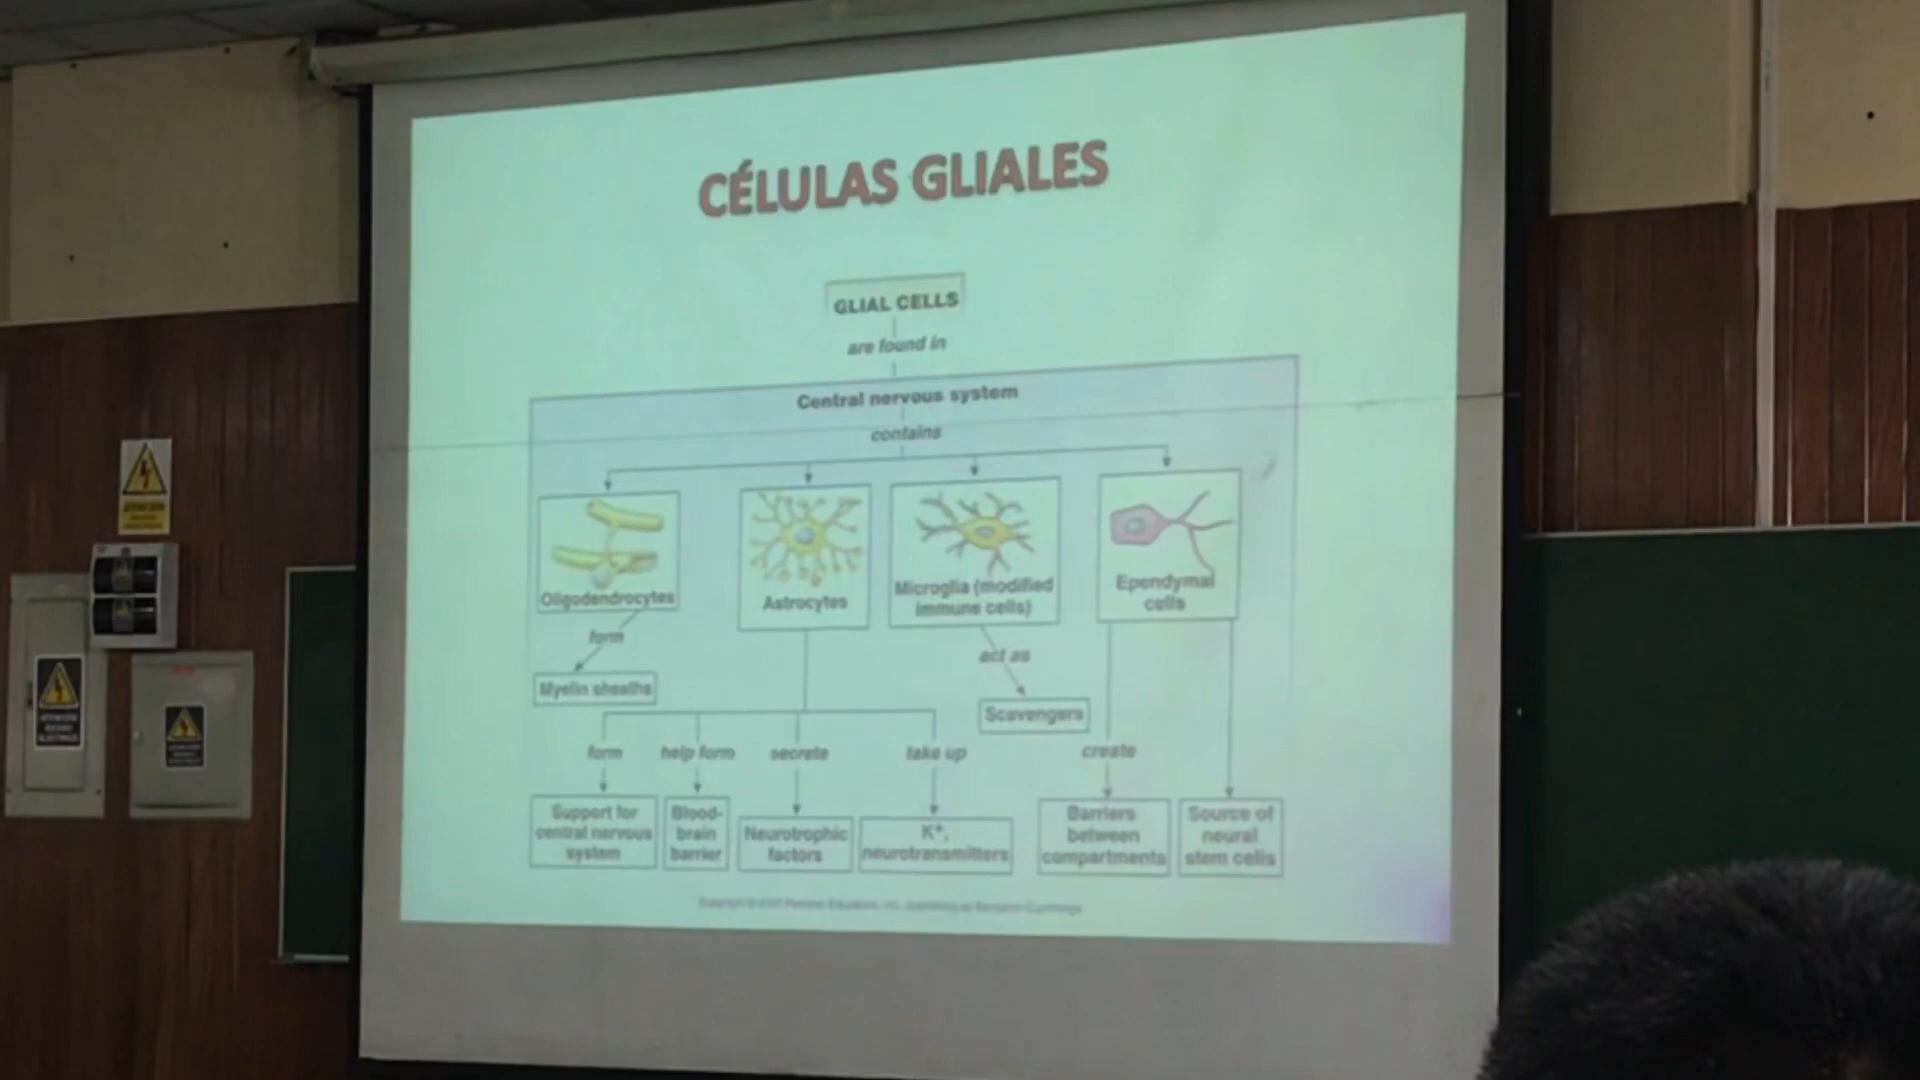 CÉLULAS GLIALES
GLIAL CELLS
are found in
Central nervous system
contains
Oligodendrocytes
Astrocytes
Microglia (modified
immune cells)
Ependymal
cells
form
Myelin sheaths
act as
Scavengers
form
help form
secrete
take up
create
Support for
central nervous
system
Blood-
brain
barrier
Neurotrophic
factors
K+,
neurotransmitters
Barriers
between
compartments
Source of
neural
stem cells